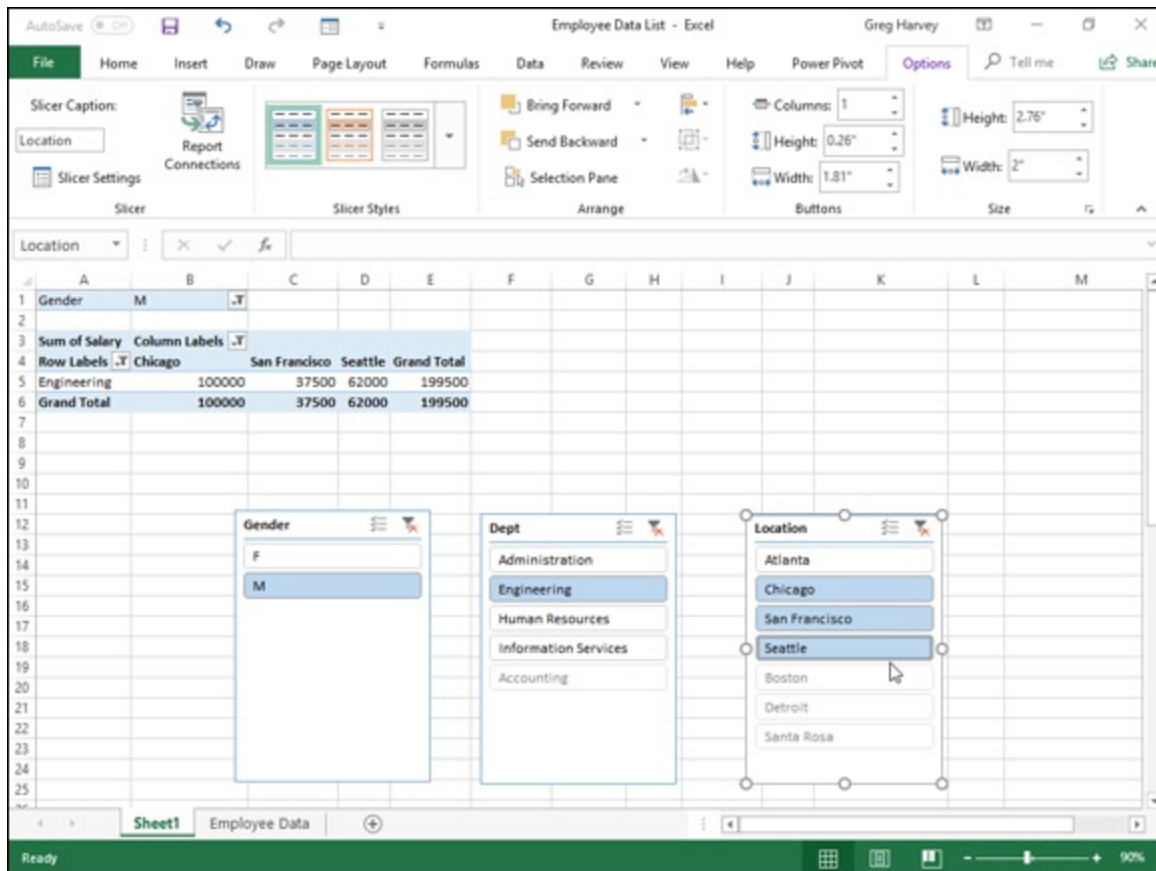 AutoSave Off Employee Data List - Excel Greg Harvey
File Home Insert Draw Page Layout Formulas Data Review View Help Power Pivot Options Tell me Share
Slicer Caption:
Location
Slicer Settings
Report
Connections
Slicer
Slicer Styles
Bring Forward
Send Backward
Selection Pane
Arrange
Columns: 1
Height: 0.26"
Width: 1.81"
Buttons
Height: 2.76"
Width: 2"
Size
Location fx
A B C D E F G H I J K L M
1 Gender M
2
3 Sum of Salary Column Labels
4 Row Labels Chicago San Francisco Seattle Grand Total
5 Engineering 100000 37500 62000 199500
6 Grand Total 100000 37500 62000 199500
7
8
9
10
11
12
13
14
15
16
17
18
19
20
21
22
23
24
25
Gender
F
M
Dept
Administration
Engineering
Human Resources
Information Services
Accounting
Location
Atlanta
Chicago
San Francisco
Seattle
Boston
Detroit
Santa Rosa
Sheet1 Employee Data
Ready 90%